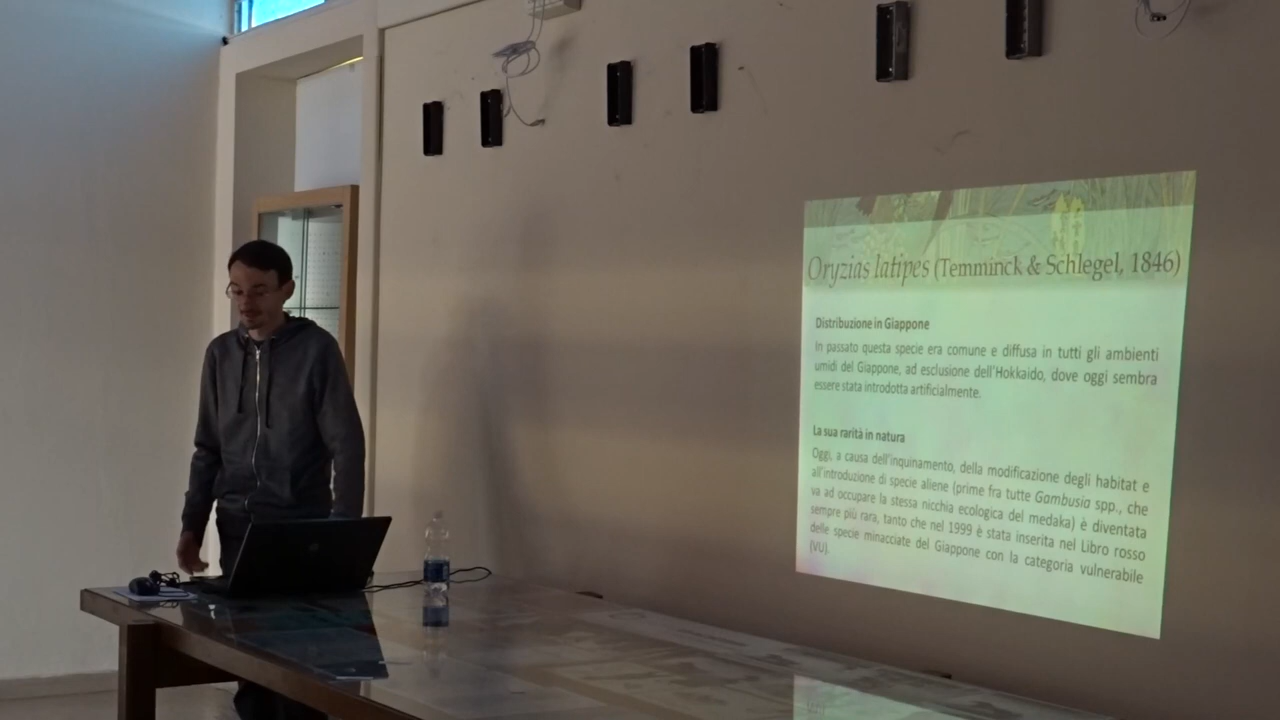 Oryzias latipes (Temminck & Schlegel, 1846)
Distribuzione in Giappone
In passato questa specie era comune e diffusa in tutti gli ambienti
umidi del Giappone, ad esclusione dell'Hokkaido, dove oggi sembra
essere stata introdotta artificialmente.
La sua rarità in natura
Oggi, a causa dell'inquinamento, della modificazione degli habitat e
all'introduzione di specie aliene (prime fra tutte Gambusia spp., che
va ad occupare la stessa nicchia ecologica del medaka) è diventata
sempre più rara, tanto che nel 1999 è stata inserita nel Libro rosso
delle specie minacciate del Giappone con la categoria vulnerabile
(VU).